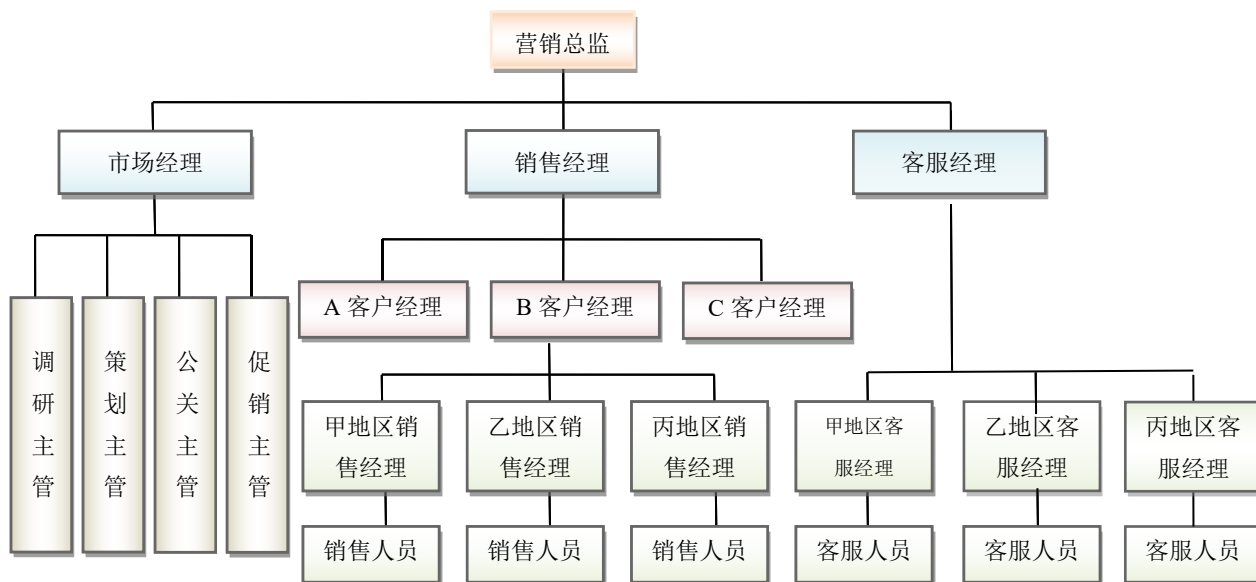 营销总监
市场经理
销售经理
客服经理
A 客户经理
B 客户经理
C 客户经理
调研主管
策划主管
公关主管
促销主管
甲地区销
售经理
乙地区销
售经理
丙地区销
售经理
甲地区客
服经理
乙地区客
服经理
丙地区客
服经理
销售人员
销售人员
销售人员
客服人员
客服人员
客服人员